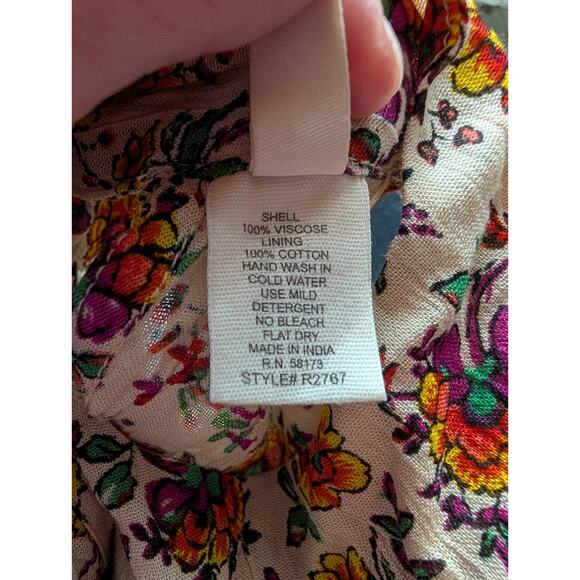 SHELL
100% VISCOSE
LINING
100% COTTON
HAND WASH IN
COLD WATER
USE MILD
DETERGENT
NO BLEACH
FLAT DRY
MADE IN INDIA
R.N. 58173
STYLE# R2767